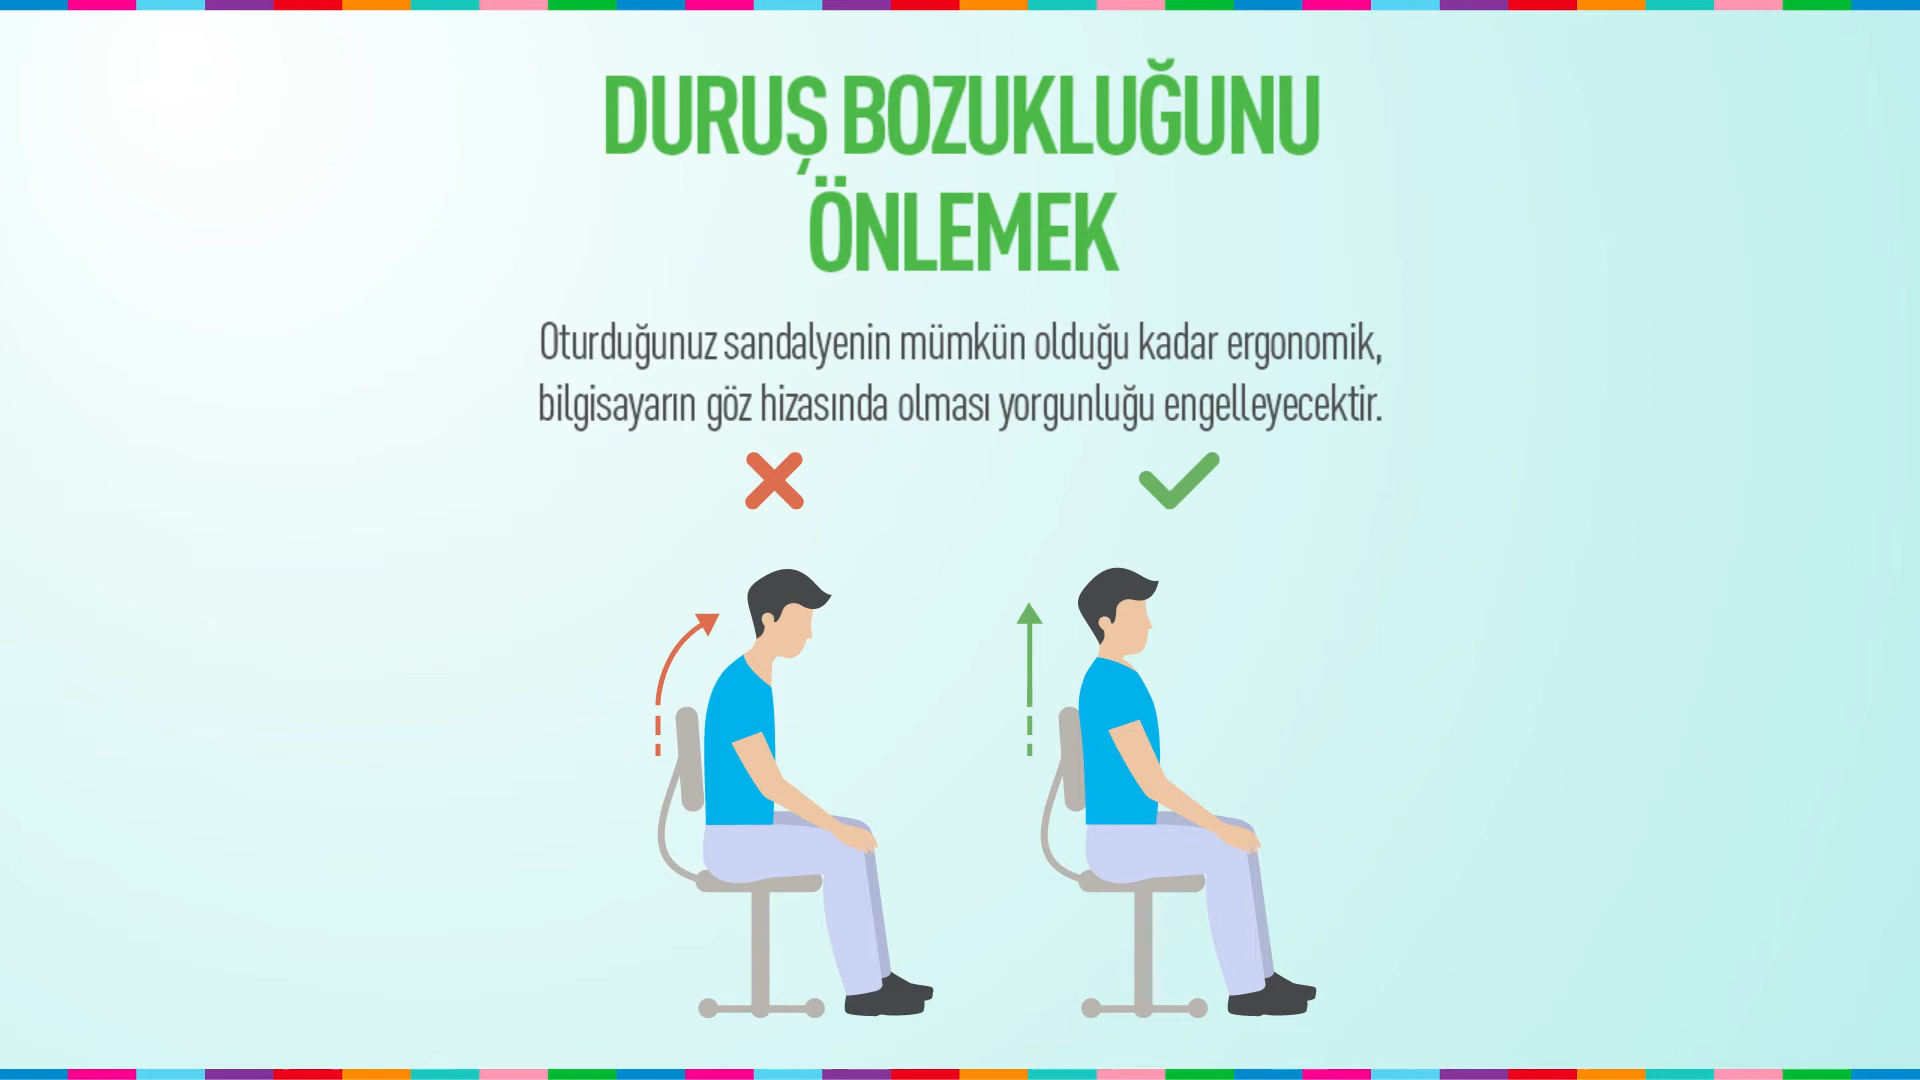 DURUŞ BOZUKLUĞUNU
ÖNLEMEK
Oturduğunuz sandalyenin mümkün olduğu kadar ergonomik,
bilgisayarın göz hizasında olması yorgunluğu engelleyecektir.